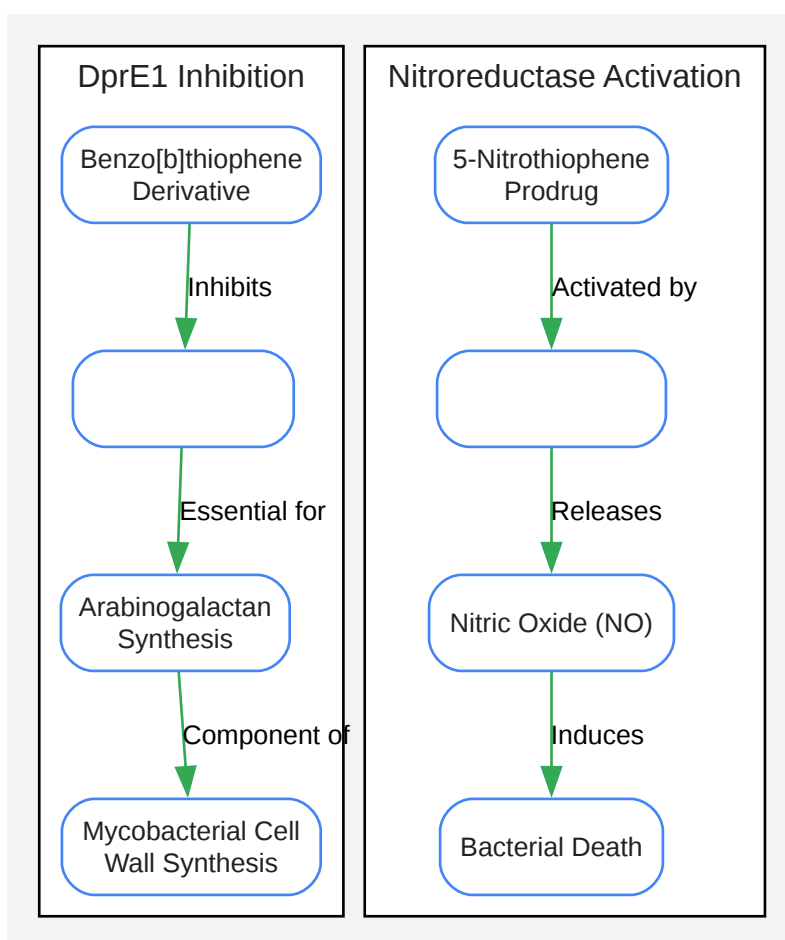 DprE1 Inhibition
Benzo[b]thiophene
Derivative
Inhibits
Essential for
Arabinogalactan
Synthesis
Component of
Mycobacterial Cell
Wall Synthesis
Nitroreductase Activation
5-Nitrothiophene
Prodrug
Activated by
Releases
Nitric Oxide (NO)
Induces
Bacterial Death